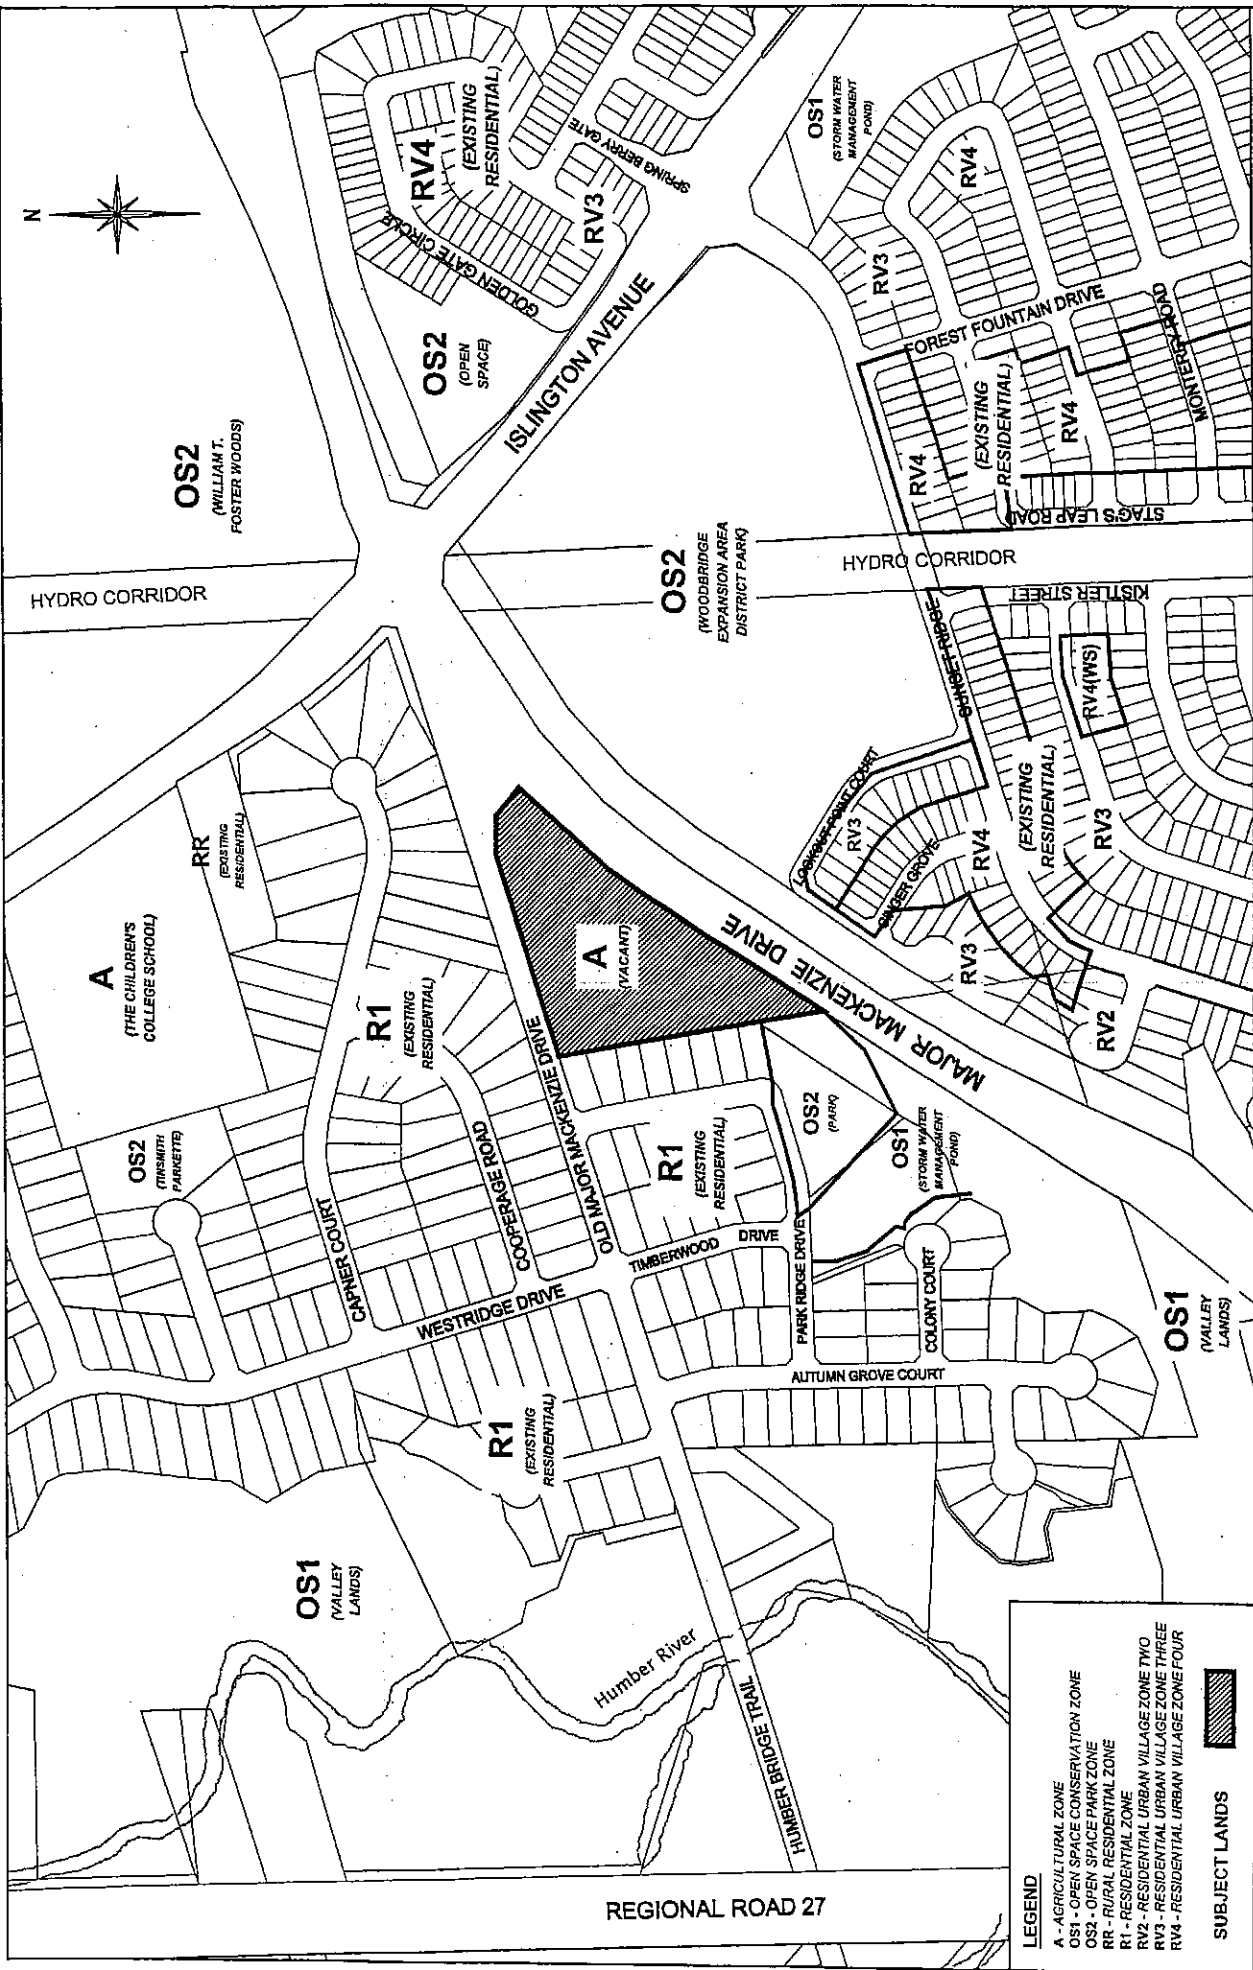 N
HYDRO CORRIDOR
OS2
(WILLIAM T.
FOSTER WOODS)
OS2
(OPEN
SPACE)
GOLDEN GATE CIRCLE
RV4
(EXISTING
RESIDENTIAL)
RV3
SPRING BERRY GATE
ISLINGTON AVENUE
A
(THE CHILDREN'S
COLLEGE SCHOOL)
RR
(EXISTING
RESIDENTIAL)
R1
(EXISTING
RESIDENTIAL)
OS2
(TINSMITH
PARKETTE)
CAPNER COURT
COOPERAGE ROAD
OLD MAJOR MACKENZIE DRIVE
WESTRIDGE DRIVE
A
(VACANT)
MAJOR MACKENZIE DRIVE
OS2
(WOODBRIDGE
EXPANSION AREA
DISTRICT PARK)
HYDRO CORRIDOR
OS1
(STORM WATER
MANAGEMENT
POND)
RV3
RV4
FOREST FOUNTAIN DRIVE
MONTEREY ROAD
RV4
(EXISTING
RESIDENTIAL)
RV4
STAG'S LEAP ROAD
KISTLER STREET
SUNSET RIDGE
RV4(WS)
LOOKOUT POINT COURT
RV3
GINGER GROVE
RV4
(EXISTING
RESIDENTIAL)
RV3
RV3
RV2
R1
(EXISTING
RESIDENTIAL)
OS2
(PARK)
OS1
(STORM WATER
MANAGEMENT
POND)
TIMBERWOOD DRIVE
PARK RIDGE DRIVE
COLONY COURT
AUTUMN GROVE COURT
OS1
(VALLEY
LANDS)
R1
(EXISTING
RESIDENTIAL)
OS1
(VALLEY
LANDS)
Humber River
HUMBER BRIDGE TRAIL
REGIONAL ROAD 27
LEGEND
A - AGRICULTURAL ZONE
OS1 - OPEN SPACE CONSERVATION ZONE
OS2 - OPEN SPACE PARK ZONE
RR - RURAL RESIDENTIAL ZONE
R1 - RESIDENTIAL ZONE
RV2 - RESIDENTIAL URBAN VILLAGE ZONE TWO
RV3 - RESIDENTIAL URBAN VILLAGE ZONE THREE
RV4 - RESIDENTIAL URBAN VILLAGE ZONE FOUR
SUBJECT LANDS